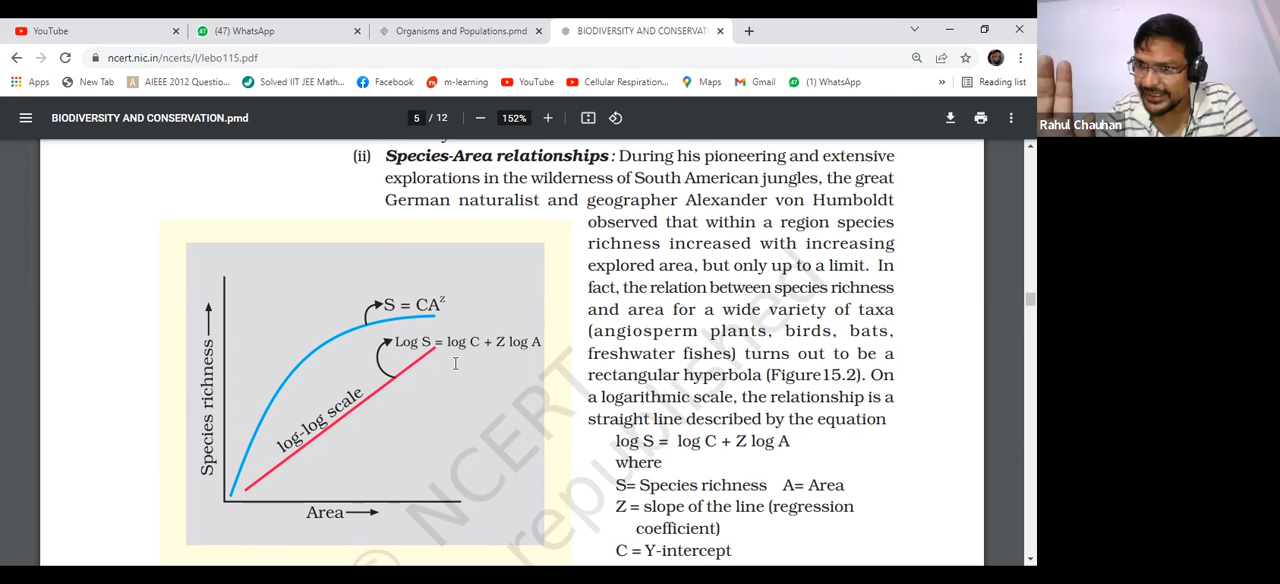 YouTube
(47) WhatsApp
Organisms and Populations.pmd
BIODIVERSITY AND CONSERVATI
ncert.nic.in/ncerts/l/lebo115.pdf
Apps
New Tab
AIEEE 2012 Questio...
Solved IIT JEE Math...
Facebook
m-learning
YouTube
Cellular Respiration...
Maps
Gmail
(1) WhatsApp
»
Reading list
BIODIVERSITY AND CONSERVATION.pmd
5 / 12
152%
Rahul Chauhan
(ii) Species-Area relationships: During his pioneering and extensive
explorations in the wilderness of South American jungles, the great
German naturalist and geographer Alexander von Humboldt
observed that within a region species
richness increased with increasing
explored area, but only up to a limit. In
fact, the relation between species richness
and area for a wide variety of taxa
(angiosperm plants, birds, bats,
freshwater fishes) turns out to be a
rectangular hyperbola (Figure15.2). On
a logarithmic scale, the relationship is a
straight line described by the equation
log S = log C + Z log A
where
S= Species richness A= Area
Z = slope of the line (regression
coefficient)
C = Y-intercept
S = CAᶻ
Log S = log C + Z log A
log-log scale
Species richness
Area
© NCERT
republished